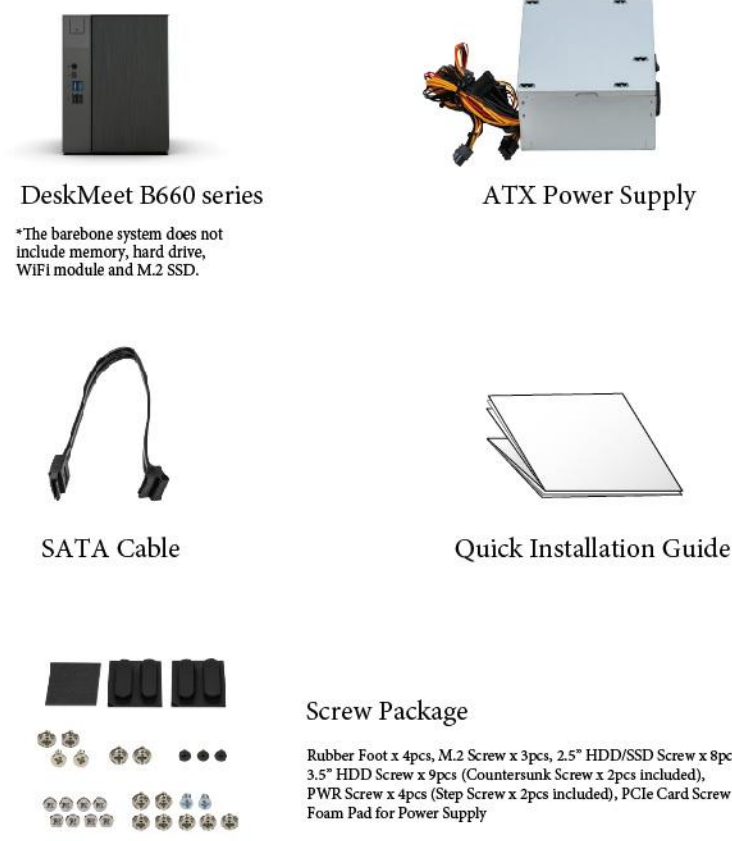 DeskMeet B660 series
ATX Power Supply
*The barebone system does not
include memory, hard drive,
WiFi module and M.2 SSD.
SATA Cable
Quick Installation Guide
Screw Package
Rubber Foot x 4pcs, M.2 Screw x 3pcs, 2.5” HDD/SSD Screw x 8pc
3.5” HDD Screw x 9pcs (Countersunk Screw x 2pcs included),
PWR Screw x 4pcs (Step Screw x 2pcs included), PCIe Card Screw
Foam Pad for Power Supply